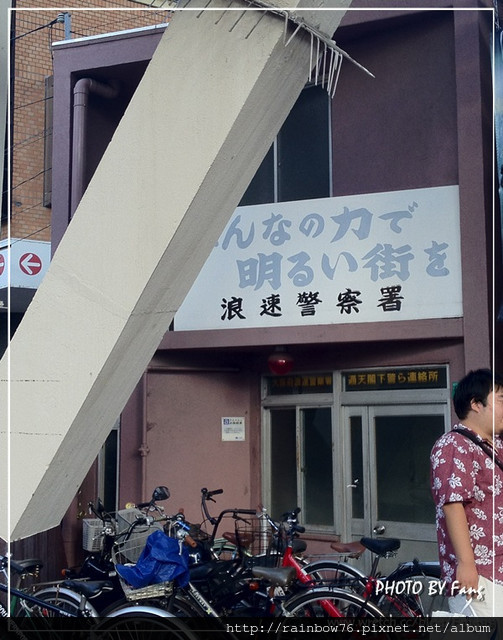 んなの力で
明るい街を
浪速警察署
通天閣下警ら連絡所
PHOTO BY Fang
http://rainbow76.pixnet.net/album